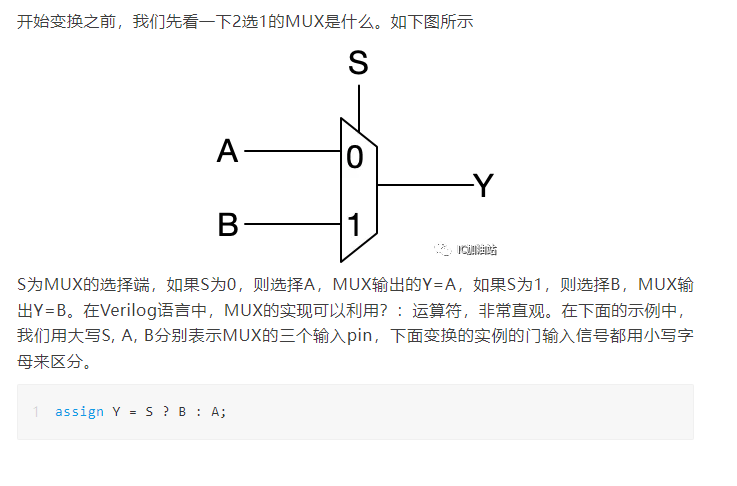 开始变换之前，我们先看一下2选1的MUX是什么。如下图所示
S
A
0
Y
B
1
IC加油站
S为MUX的选择端，如果S为0，则选择A，MUX输出的Y=A，如果S为1，则选择B，MUX输
出Y=B。在Verilog语言中，MUX的实现可以利用？：运算符，非常直观。在下面的示例中，
我们用大写S, A, B分别表示MUX的三个输入pin，下面变换的实例的门输入信号都用小写字
母来区分。
1 assign Y = S ? B : A;